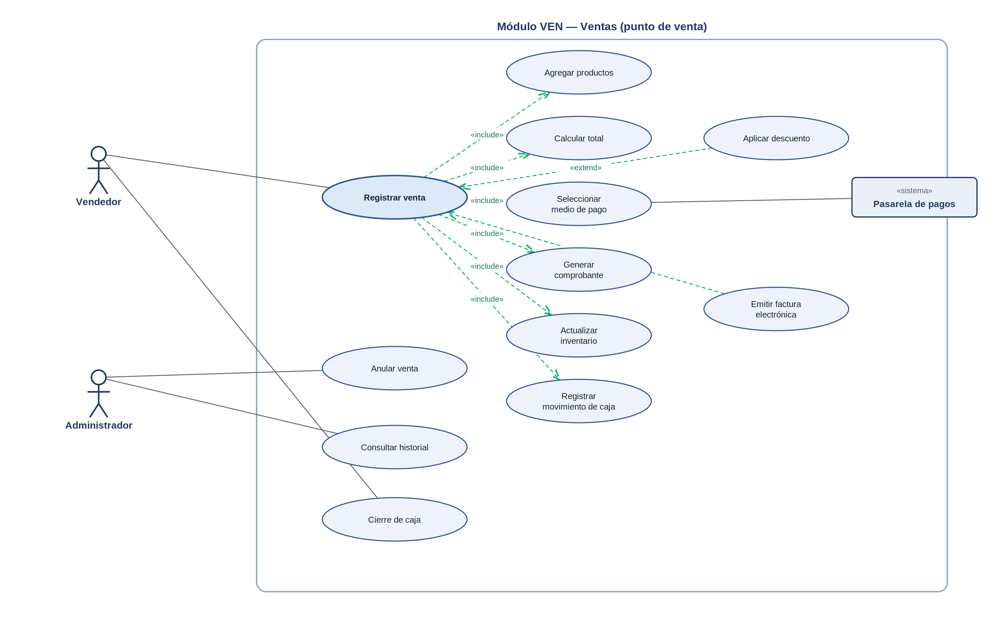 Módulo VEN — Ventas (punto de venta)
Agregar productos
«include»
Calcular total
Aplicar descuento
«include»
«extend»
Vendedor
Registrar venta
«include»
Seleccionar
medio de pago
«sistema»
Pasarela de pagos
«include»
Generar
comprobante
«include»
Emitir factura
electrónica
«include»
Actualizar
inventario
Anular venta
Registrar
movimiento de caja
Administrador
Consultar historial
Cierre de caja